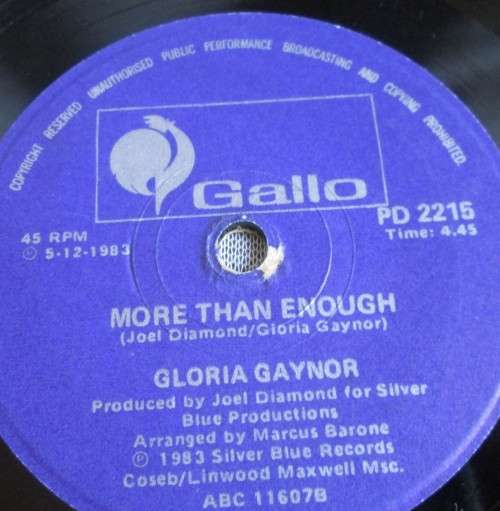 COPYRIGHT RESERVED UNAUTHORISED PUBLIC PERFORMANCE BROADCASTING AND COPYING PROHIBITED.
Gallo
45 RPM
℗ 5-12-1983
PD 2215
Time: 4.45
MORE THAN ENOUGH
(Joel Diamond/Gloria Gaynor)
GLORIA GAYNOR
Produced by Joel Diamond for Silver
Blue Productions
Arranged by Marcus Barone
℗ 1983 Silver Blue Records
Coseb/Linwood Maxwell Msc.
ABC 11607B